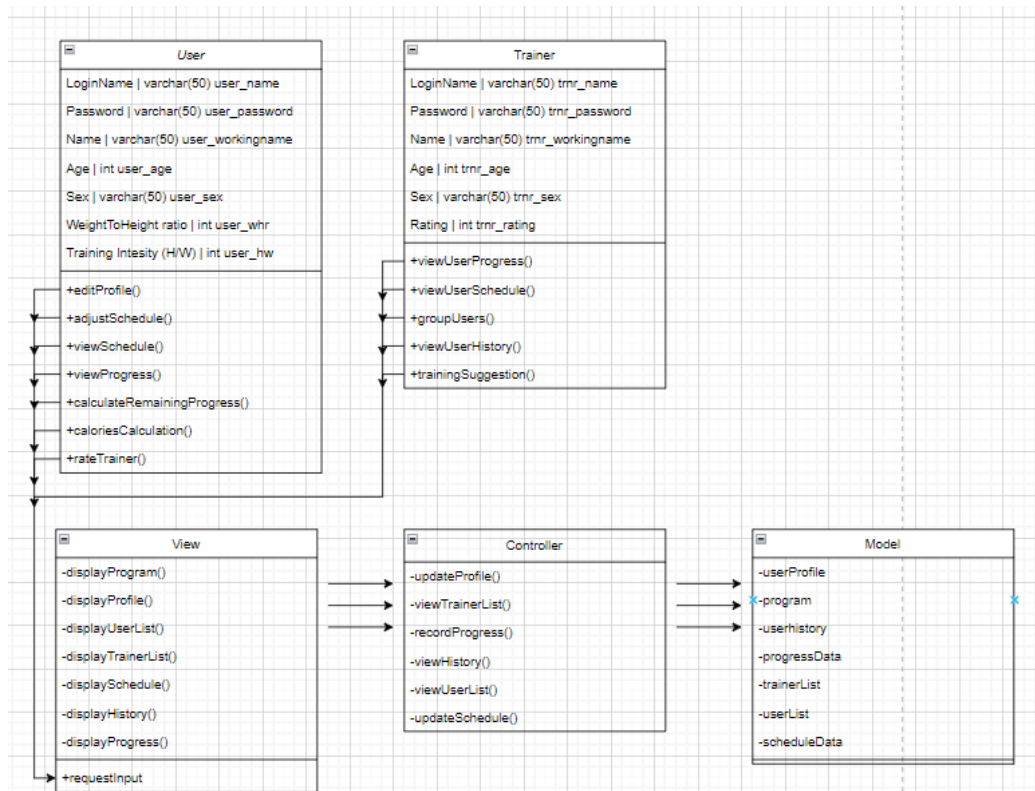 User
LoginName | varchar(50) user_name
Password | varchar(50) user_password
Name | varchar(50) user_workingname
Age | int user_age
Sex | varchar(50) user_sex
WeightToHeight ratio | int user_whr
Training Intesity (H/W) | int user_hw
+editProfile()
+adjustSchedule()
+viewSchedule()
+viewProgress()
+calculateRemainingProgress()
+caloriesCalculation()
+rateTrainer()
Trainer
LoginName | varchar(50) trnr_name
Password | varchar(50) trnr_password
Name | varchar(50) trnr_workingname
Age | int trnr_age
Sex | varchar(50) trnr_sex
Rating | int trnr_rating
+viewUserProgress()
+viewUserSchedule()
+groupUsers()
+viewUserHistory()
+trainingSuggestion()
View
-displayProgram()
-displayProfile()
-displayUserList()
-displayTrainerList()
-displaySchedule()
-displayHistory()
-displayProgress()
+requestInput
Controller
-updateProfile()
-viewTrainerList()
-recordProgress()
-viewHistory()
-viewUserList()
-updateSchedule()
Model
-userProfile
-program
-userhistory
-progressData
-trainerList
-userList
-scheduleData